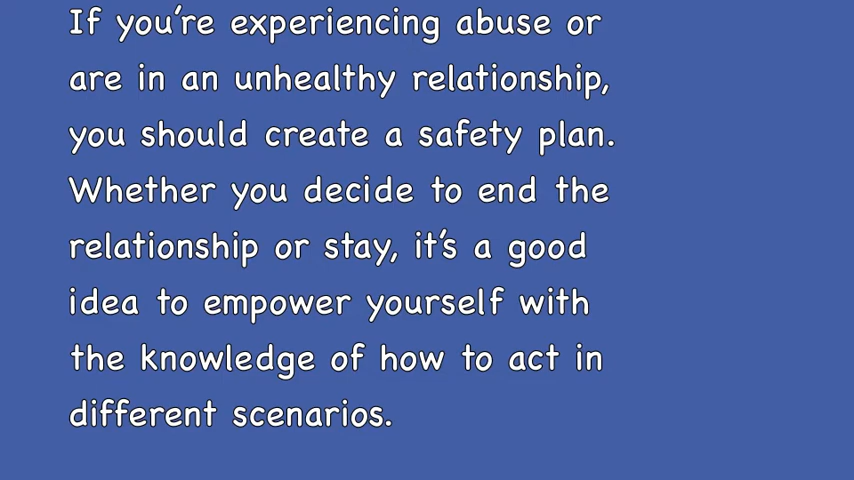 If you're experiencing abuse or
are in an unhealthy relationship,
you should create a safety plan.
Whether you decide to end the
relationship or stay, it's a good
idea to empower yourself with
the knowledge of how to act in
different scenarios.